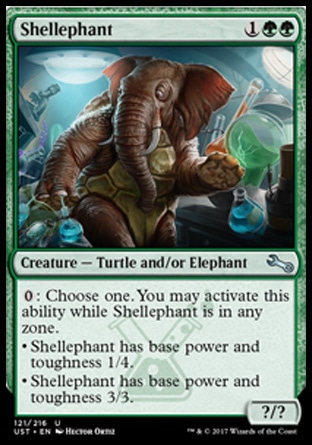 Shellephant 1
Creature — Turtle and/or Elephant
0: Choose one. You may activate this
ability while Shellephant is in any
zone.
• Shellephant has base power and
toughness 1/4.
• Shellephant has base power and
toughness 3/3.
?/?
121/216 U
UST • EN Hector Ortiz ™ & © 2017 Wizards of the Coast